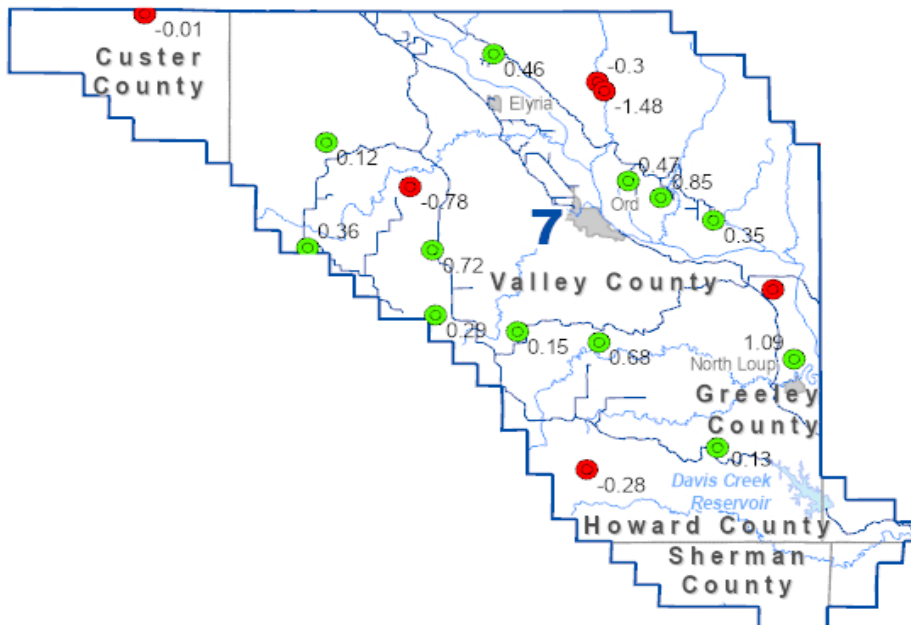 -0.01
Custer
County
0.46
-0.3
Elyria
-1.48
0.12
0.47
0.85
-0.78
Ord
7
0.35
0.36
0.72
Valley County
0.29
0.15
0.68
1.09
North Loup
Greeley
County
0.13
-0.28
Davis Creek
Reservoir
Howard County
Sherman
County